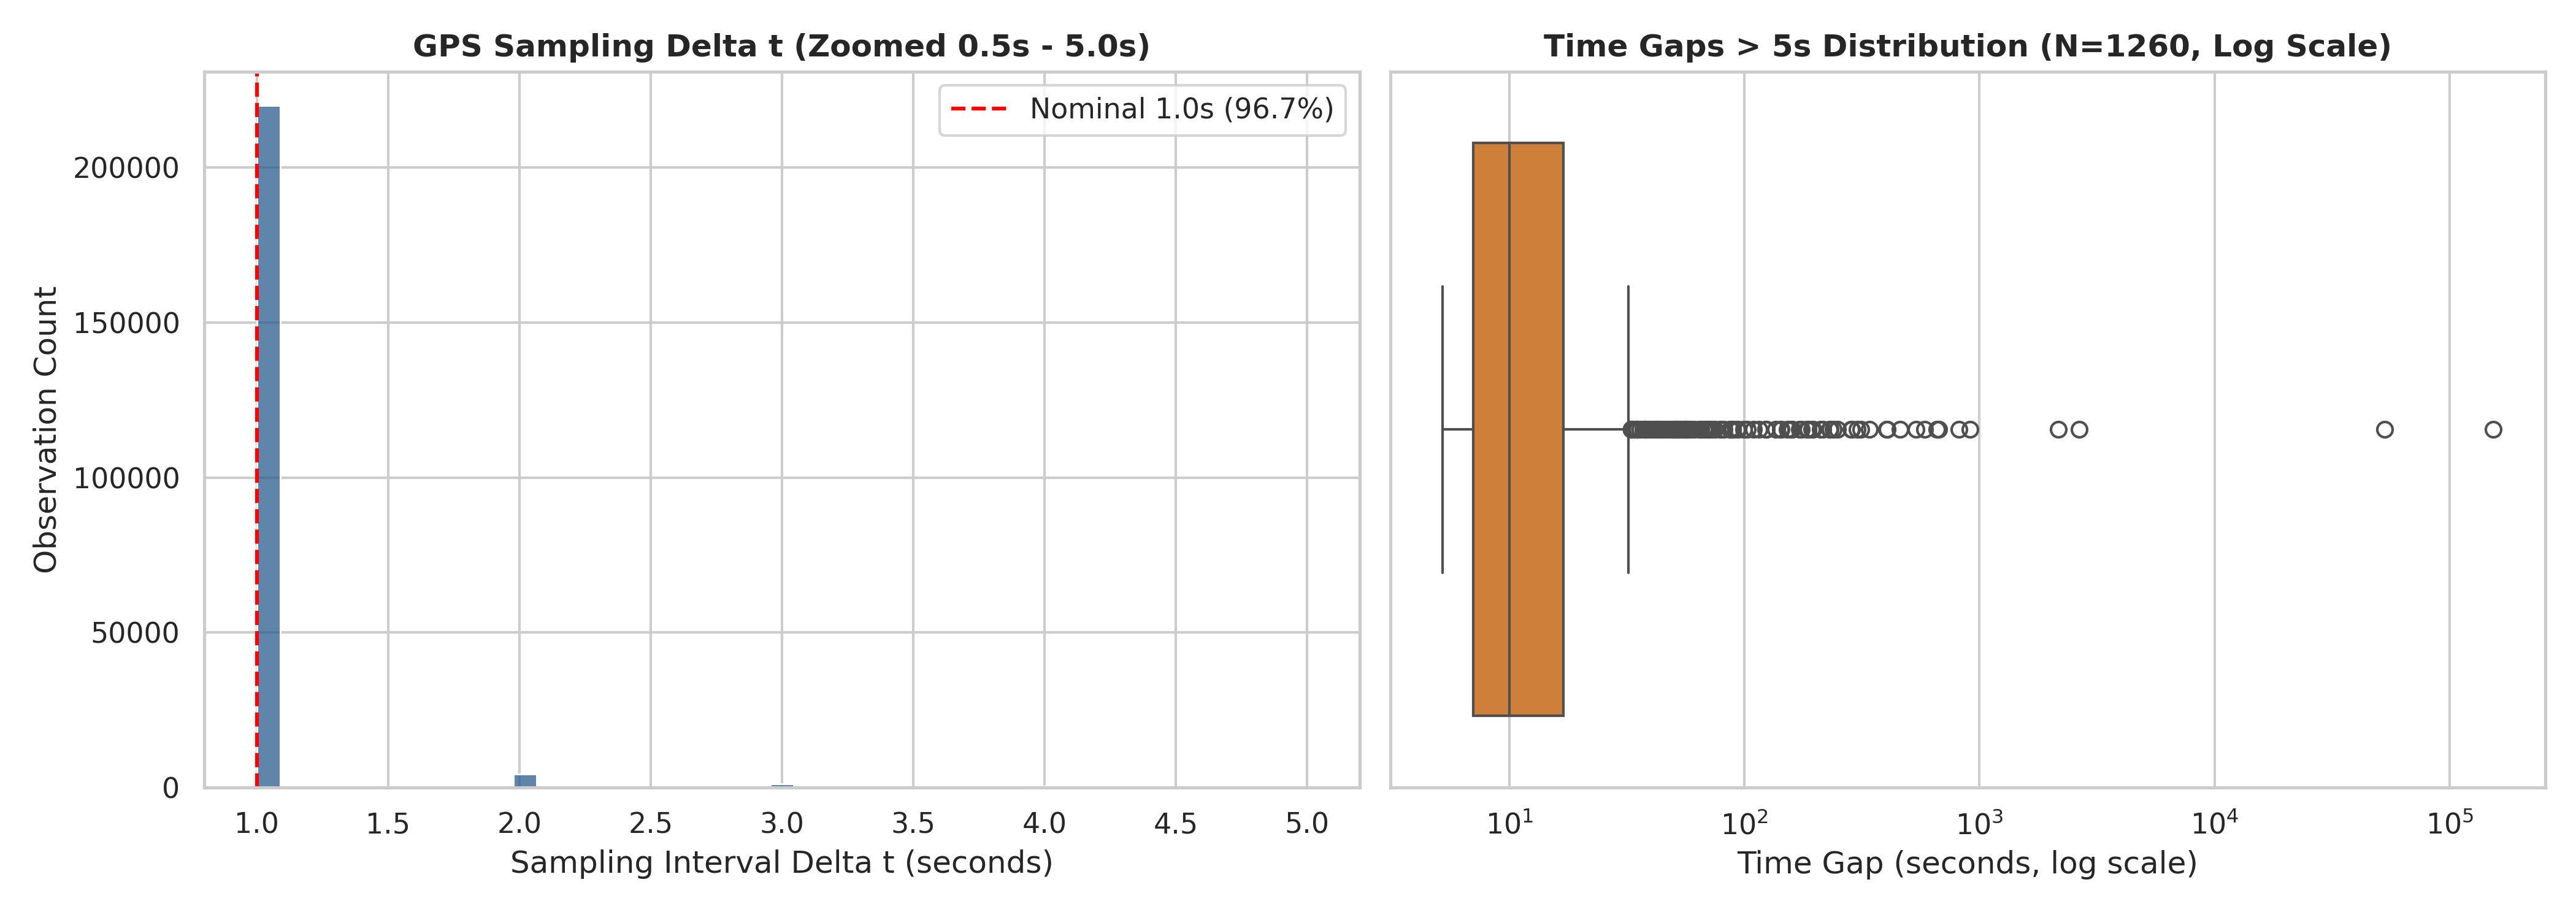 GPS Sampling Delta t (Zoomed 0.5s - 5.0s)
Nominal 1.0s (96.7%)
Observation Count
200000
150000
100000
50000
0
1.0 1.5 2.0 2.5 3.0 3.5 4.0 4.5 5.0
Sampling Interval Delta t (seconds)
Time Gaps > 5s Distribution (N=1260, Log Scale)
10¹ 10² 10³ 10⁴ 10⁵
Time Gap (seconds, log scale)